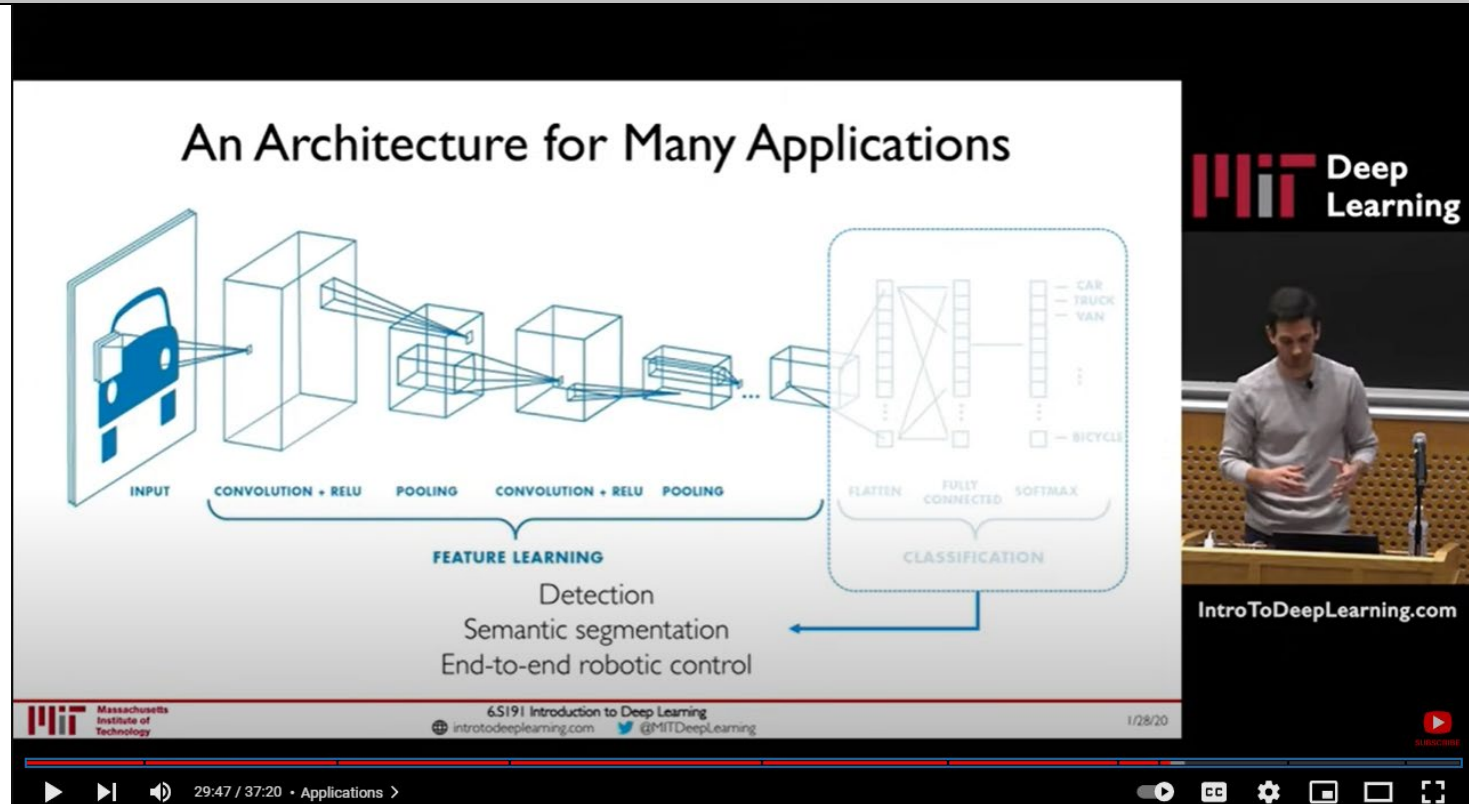 An Architecture for Many Applications
Deep
Learning
CAR
TRUCK
VAN
BICYCLE
INPUT
CONVOLUTION + RELU
POOLING
CONVOLUTION + RELU
POOLING
FLATTEN
FULLY
CONNECTED
SOFTMAX
FEATURE LEARNING
CLASSIFICATION
Detection
Semantic segmentation
End-to-end robotic control
IntroToDeepLearning.com
Massachusetts
Institute of
Technology
6.S191 Introduction to Deep Learning
introtodeeplearning.com
@MITDeepLearning
1/28/20
SUBSCRIBE
29:47 / 37:20 • Applications >
CC